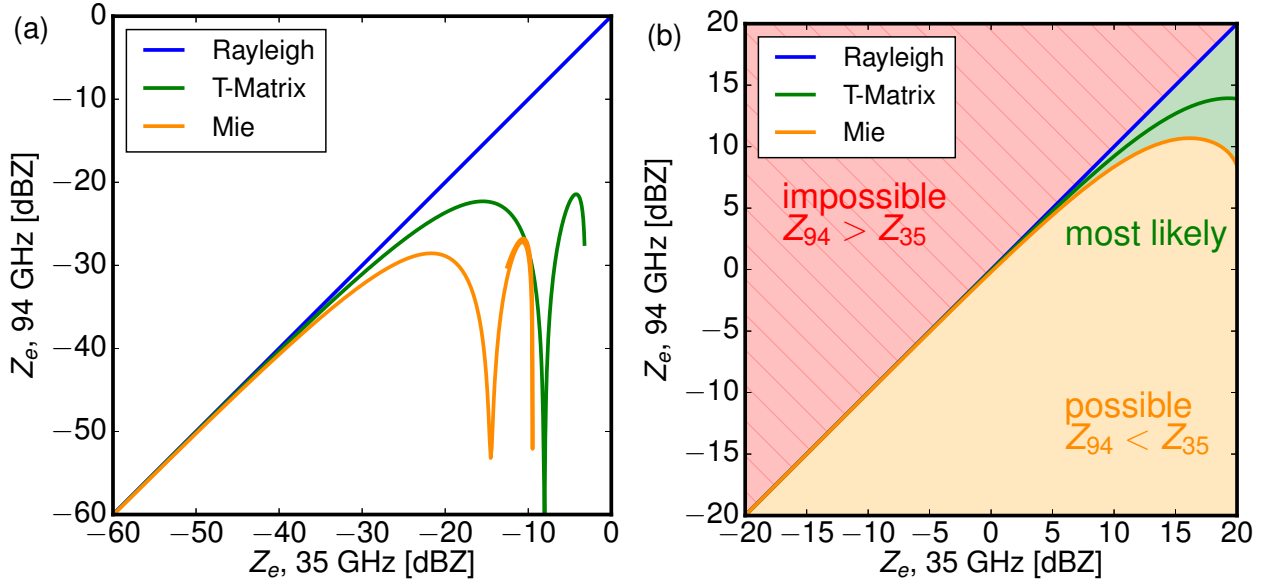 (a)
Rayleigh
T-Matrix
Mie
0
−10
−20
−30
−40
−50
−60
Ze, 94 GHz [dBZ]
−60 −50 −40 −30 −20 −10 0
Ze, 35 GHz [dBZ]
(b)
Rayleigh
T-Matrix
Mie
20
15
10
5
0
−5
−10
−15
−20
Ze, 94 GHz [dBZ]
impossible
Z94 > Z35
most likely
possible
Z94 < Z35
−20 −15 −10 −5 0 5 10 15 20
Ze, 35 GHz [dBZ]